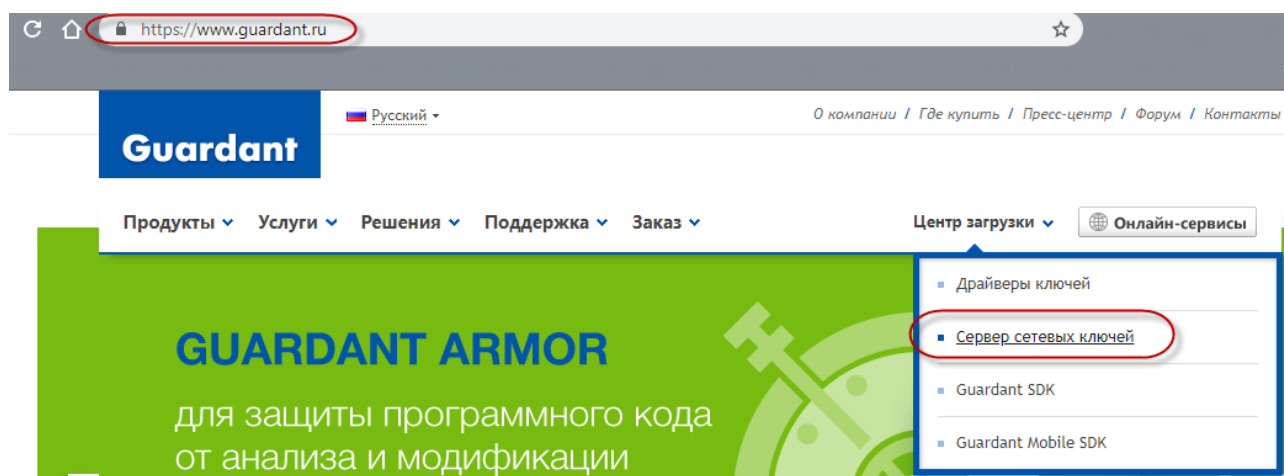 https://www.guardant.ru
Русский
О компании / Где купить / Пресс-центр / Форум / Контакты
Guardant
Продукты Услуги Решения Поддержка Заказ Центр загрузки Онлайн-сервисы
Драйверы ключей
Сервер сетевых ключей
Guardant SDK
Guardant Mobile SDK
GUARDANT ARMOR
для защиты программного кода
от анализа и модификации